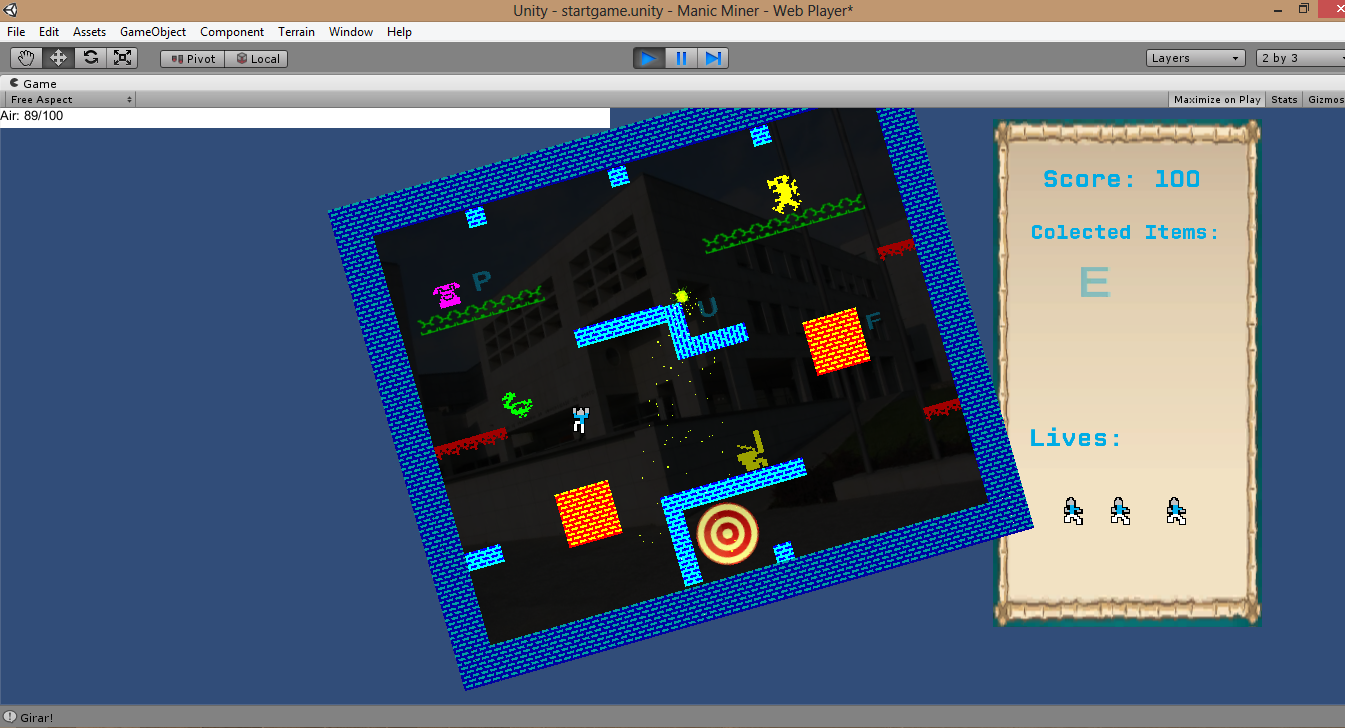 Unity - startgame.unity - Manic Miner - Web Player*
File Edit Assets GameObject Component Terrain Window Help
Pivot Local Layers 2 by 3
Game
Free Aspect Maximize on Play Stats Gizmos
Air: 89/100
Score: 100
Colected Items:
E
P
U
F
Lives:
Girar!